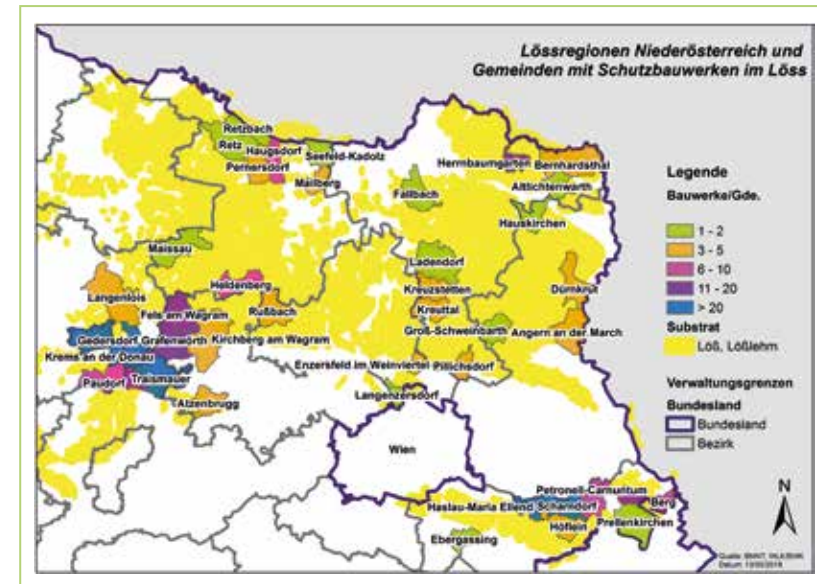 Lössregionen Niederösterreich und
Gemeinden mit Schutzbauwerken im Löss
Retzbach
Retz
Haugsdorf
Seefeld-Kadolz
Pernersdorf
Mailberg
Herrnbaumgarten
Bernhardsthal
Altlichtenwarth
Fallbach
Hauskirchen
Maissau
Ladendorf
Heldenberg
Kreuzstetten
Dürnkrut
Langenlois
Fels am Wagram
Rußbach
Kreuttal
Groß-Schweinbarth
Angern an der March
Gedersdorf
Grafenwörth
Kirchberg am Wagram
Krems an der Donau
Enzersfeld im Weinviertel
Pillichsdorf
Paudorf
Traismauer
Atzenbrugg
Langenzersdorf
Wien
Petronell-Carnuntum
Haslau-Maria Ellend
Scharndorf
Berg
Höflein
Prellenkirchen
Ebergassing
Legende
Bauwerke/Gde.
1 - 2
3 - 5
6 - 10
11 - 20
> 20
Substrat
Löß, Lößlehm
Verwaltungsgrenzen
Bundesland
Bundesland
Bezirk
N